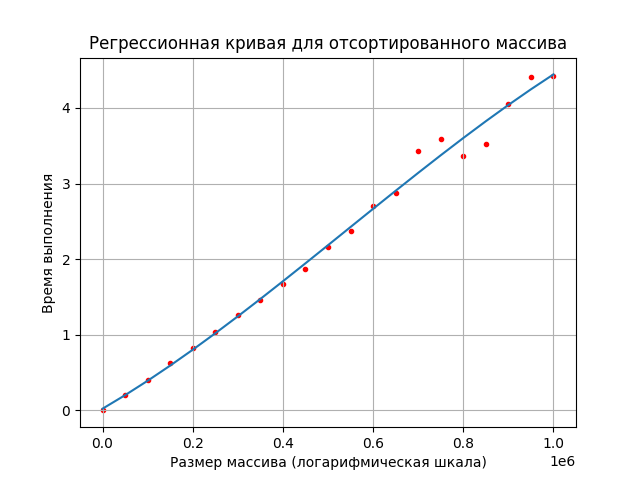 Регрессионная кривая для отсортированного массива
Время выполнения
4
3
2
1
0
0.0 0.2 0.4 0.6 0.8 1.0
1e6
Размер массива (логарифмическая шкала)